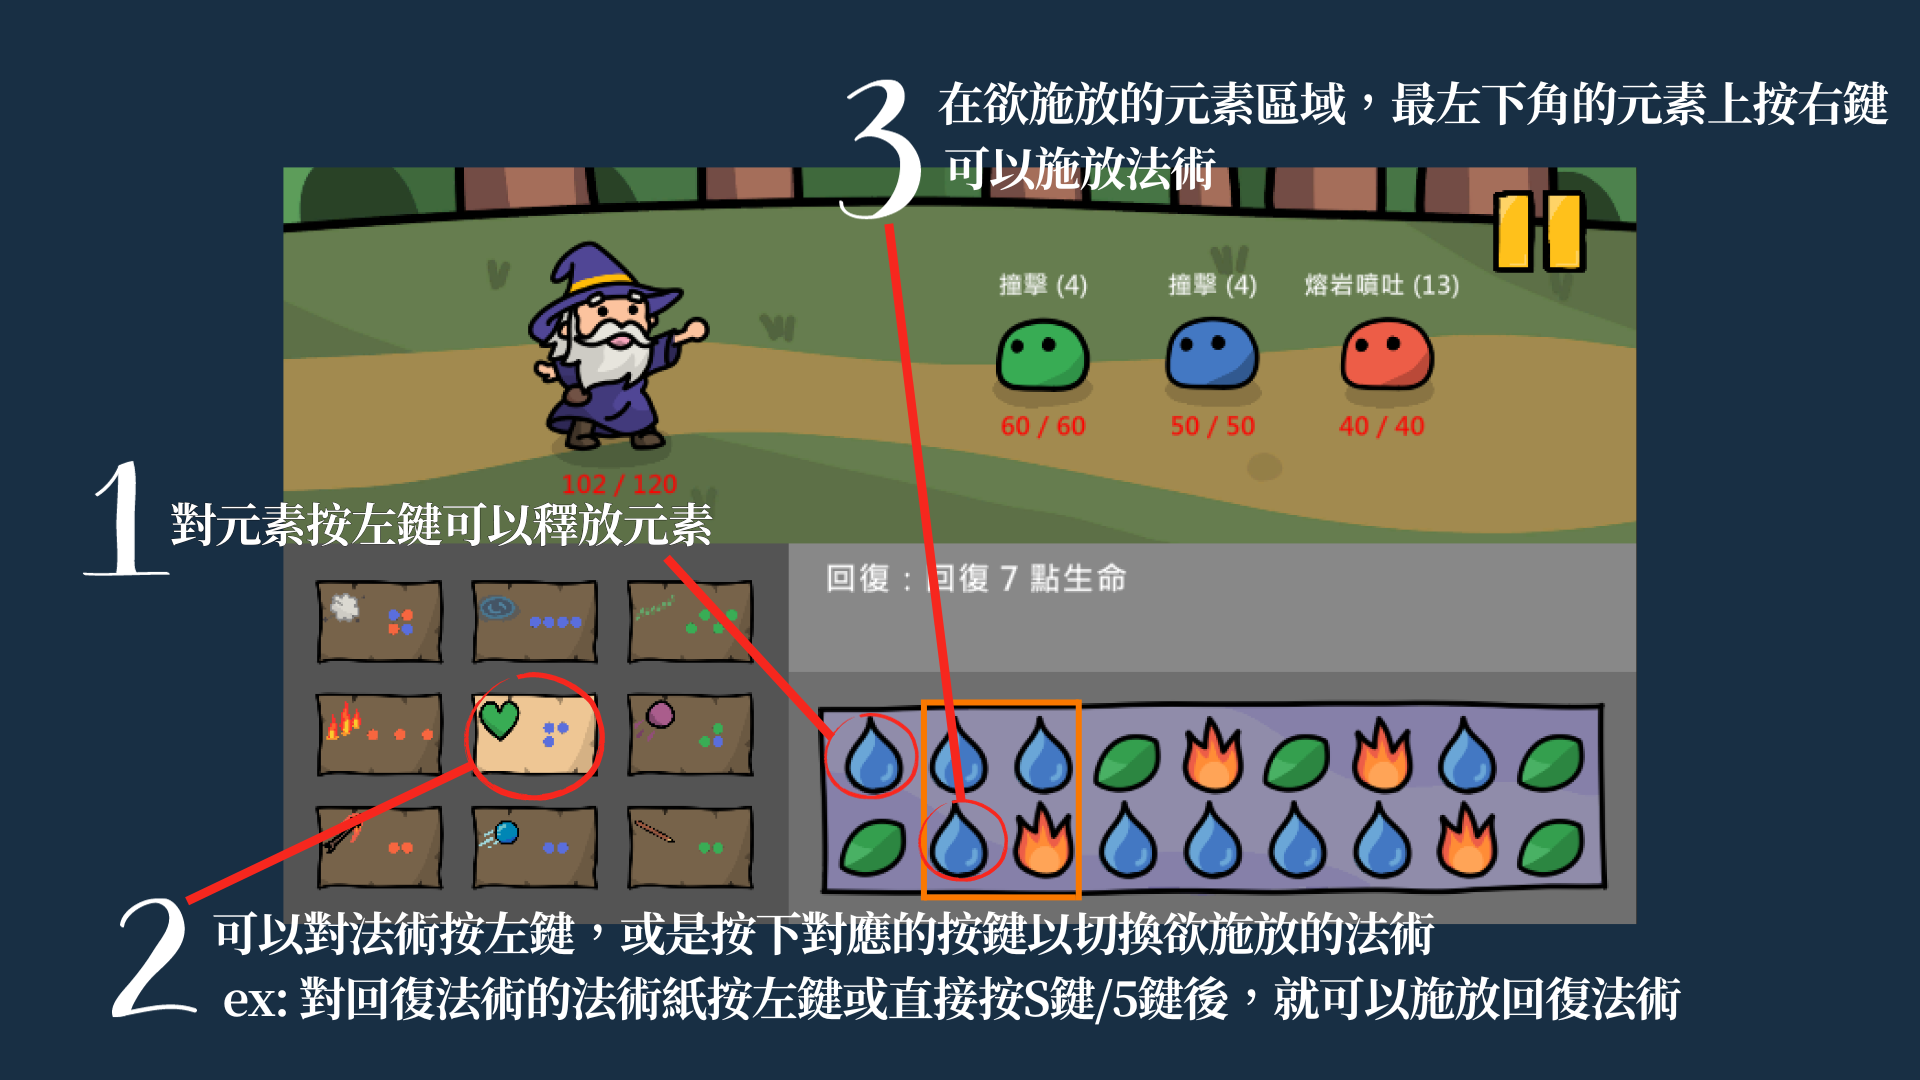 3
在欲施放的元素區域，最左下角的元素上按右鍵
可以施放法術
撞擊 (4)
撞擊 (4)
熔岩噴吐 (13)
60 / 60
50 / 50
40 / 40
102 / 120
1
對元素按左鍵可以釋放元素
回復：回復 7 點生命
2
可以對法術按左鍵，或是按下對應的按鍵以切換欲施放的法術
ex: 對回復法術的法術紙按左鍵或直接按S鍵/5鍵後，就可以施放回復法術